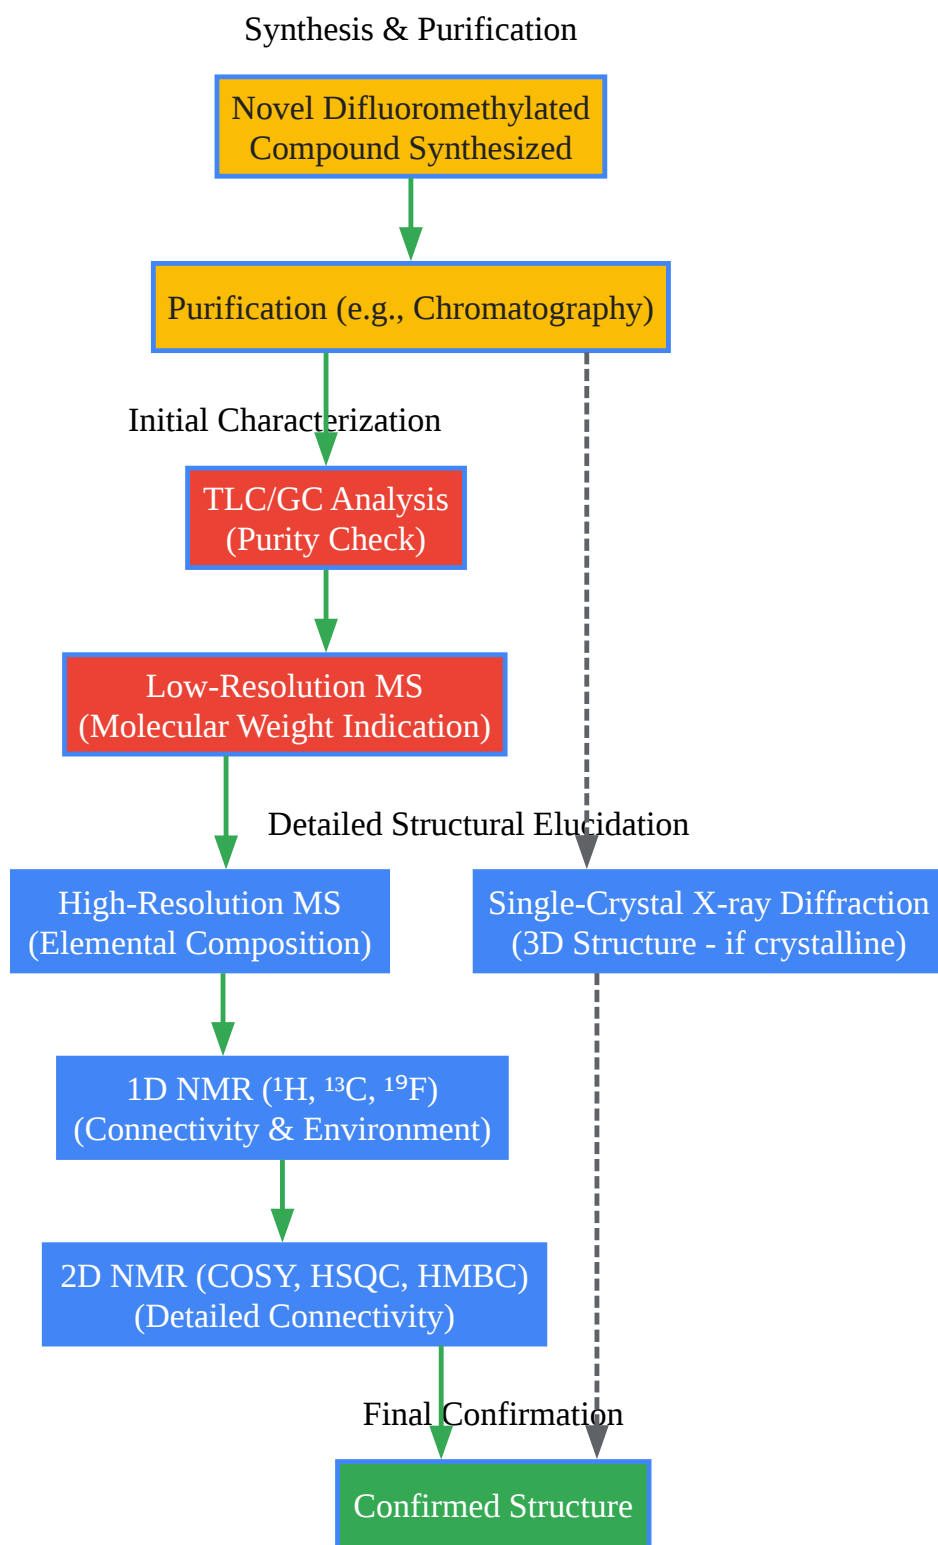 Synthesis & Purification
Novel Difluoromethylated
Compound Synthesized
Purification (e.g., Chromatography)
Initial Characterization
TLC/GC Analysis
(Purity Check)
Low-Resolution MS
(Molecular Weight Indication)
Detailed Structural Elucidation
High-Resolution MS
(Elemental Composition)
Single-Crystal X-ray Diffraction
(3D Structure - if crystalline)
1D NMR (¹H, ¹³C, ¹⁹F)
(Connectivity & Environment)
2D NMR (COSY, HSQC, HMBC)
(Detailed Connectivity)
Final Confirmation
Confirmed Structure